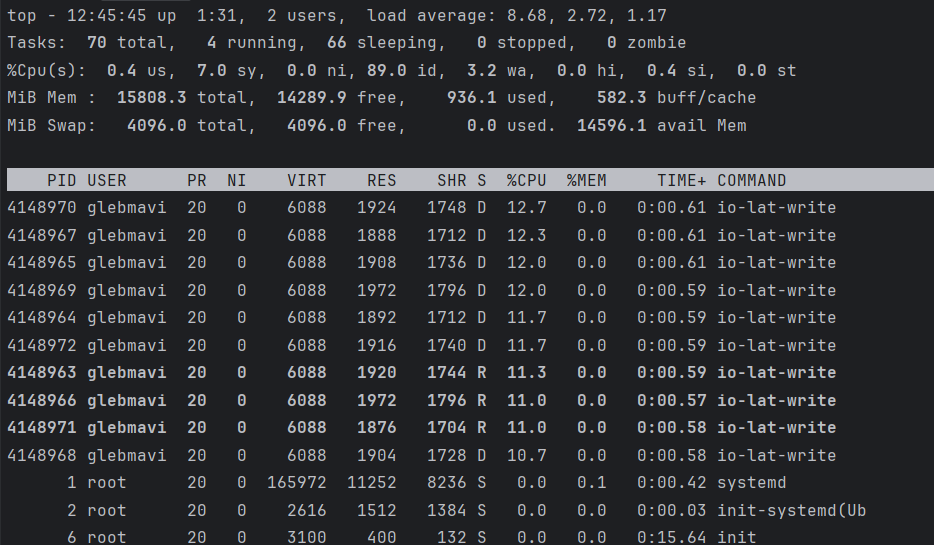 top - 12:45:45 up  1:31,  2 users,  load average: 8.68, 2.72, 1.17
Tasks:  70 total,   4 running,  66 sleeping,   0 stopped,   0 zombie
%Cpu(s):  0.4 us,  7.0 sy,  0.0 ni, 89.0 id,  3.2 wa,  0.0 hi,  0.4 si,  0.0 st
MiB Mem :  15808.3 total,  14289.9 free,    936.1 used,    582.3 buff/cache
MiB Swap:   4096.0 total,   4096.0 free,      0.0 used.  14596.1 avail Mem
    PID USER      PR  NI    VIRT    RES    SHR S  %CPU  %MEM     TIME+ COMMAND
4148970 glebmavi  20   0    6088   1924   1748 D  12.7   0.0   0:00.61 io-lat-write
4148967 glebmavi  20   0    6088   1888   1712 D  12.3   0.0   0:00.61 io-lat-write
4148965 glebmavi  20   0    6088   1908   1736 D  12.0   0.0   0:00.61 io-lat-write
4148969 glebmavi  20   0    6088   1972   1796 D  12.0   0.0   0:00.59 io-lat-write
4148964 glebmavi  20   0    6088   1892   1712 D  11.7   0.0   0:00.59 io-lat-write
4148972 glebmavi  20   0    6088   1916   1740 D  11.7   0.0   0:00.59 io-lat-write
4148963 glebmavi  20   0    6088   1920   1744 R  11.3   0.0   0:00.59 io-lat-write
4148966 glebmavi  20   0    6088   1972   1796 R  11.0   0.0   0:00.57 io-lat-write
4148971 glebmavi  20   0    6088   1876   1704 R  11.0   0.0   0:00.58 io-lat-write
4148968 glebmavi  20   0    6088   1904   1728 D  10.7   0.0   0:00.58 io-lat-write
      1 root      20   0  165972  11252   8236 S   0.0   0.1   0:00.42 systemd
      2 root      20   0    2616   1512   1384 S   0.0   0.0   0:00.03 init-systemd(Ub
      6 root      20   0    3100    400    132 S   0.0   0.0   0:15.64 init